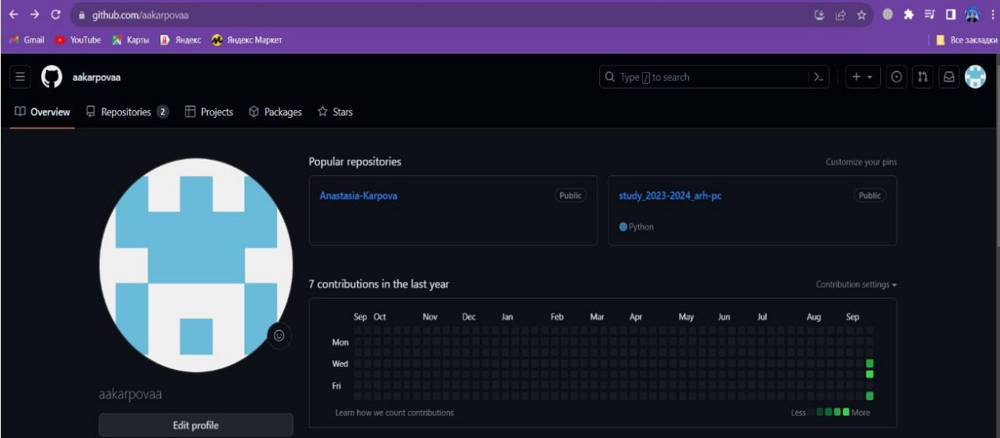 github.com/aakarpovaa
Gmail YouTube Карты Яндекс Яндекс Маркет Все закладки
aakarpovaa Type / to search
Overview Repositories 2 Projects Packages Stars
Popular repositories Customize your pins
Anastasia-Karpova Public study_2023-2024_arh-pc Public
Python
7 contributions in the last year Contribution settings
Sep Oct Nov Dec Jan Feb Mar Apr May Jun Jul Aug Sep
Mon
Wed
Fri
aakarpovaa
Learn how we count contributions Less More
Edit profile